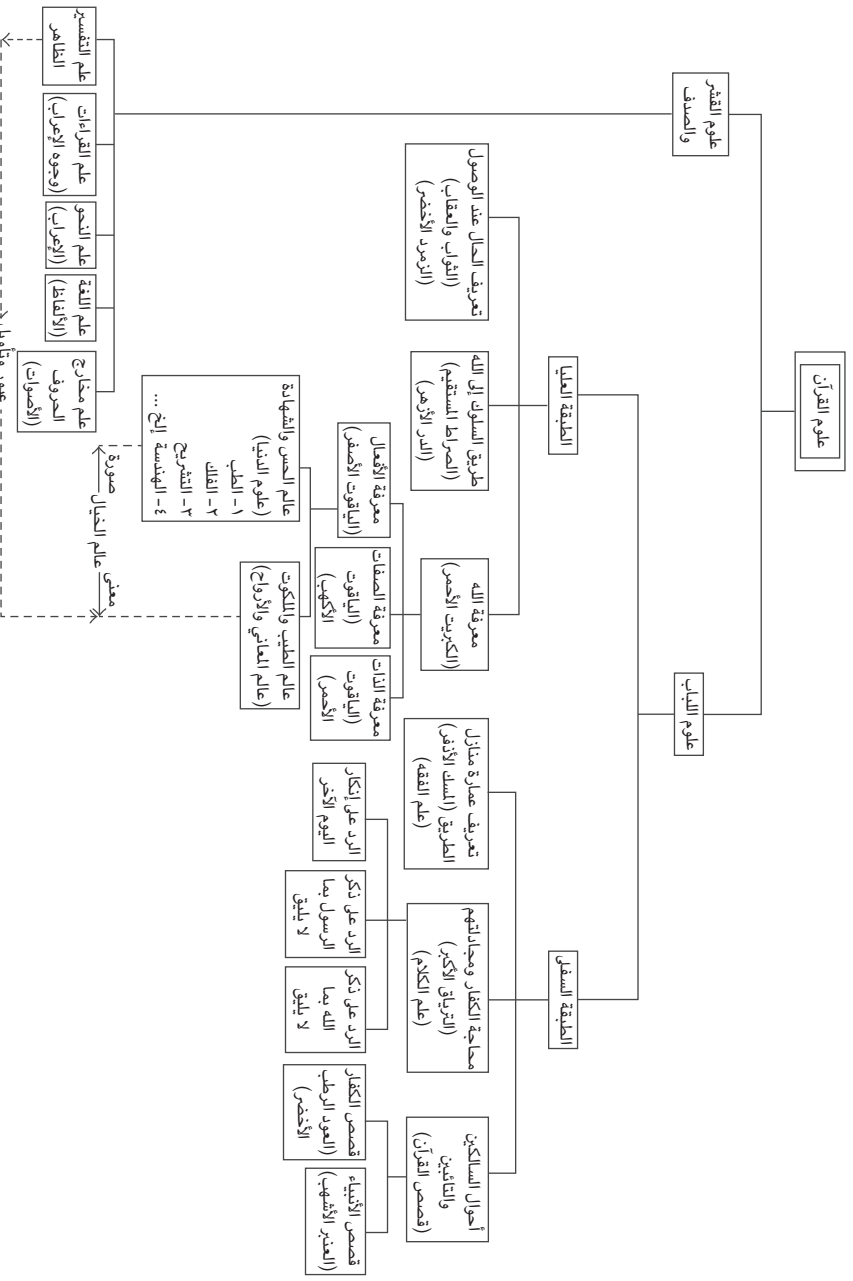 علوم القرآن
علوم القشر
والصدف
علوم اللباب
الطبقة العليا
الطبقة السفلى
تعريف الحال عند الوصول
(الثواب والعقاب)
(الزمرد الأخضر)
طريق السلوك إلى الله
(الصراط المستقيم)
(الدر الأزهر)
معرفة الله
(الكبريت الأحمر)
تعريف عمارة منازل
الطريق (المسك الأذفر)
(علم الفقه)
محاجة الكفار ومجادلتهم
(الترياق الأكبر)
(علم الكلام)
أحوال السالكين
والتائبين
(قصص القرآن)
معرفة الأفعال
(الياقوت الأصفر)
معرفة الصفات
(الياقوت
الأكهب)
معرفة الذات
(الياقوت
الأحمر)
الرد على إنكار
اليوم الآخر
الرد على ذكر
الرسول بما
لا يليق
الرد على ذكر
الله بما
لا يليق
قصص الكفار
(العود الرطب
الأخضر)
قصص الأنبياء
(العنبر الأشهب)
عالم الحس والشهادة
(علوم الدنيا)
١- الطب
٢- الفلك
٣- التشريح
٤- الهندسة إلخ ...
عالم الطيب والملكوت
(عالم المعاني والأرواح)
صورة
عالم الخيال
معنى
علم التفسير
الظاهر
علم القراءات
(وجوه الإعراب)
علم النحو
(الإعراب)
علم اللغة
(الألفاظ)
علم مخارج
الحروف
(الأصوات)
عبور وتأويل